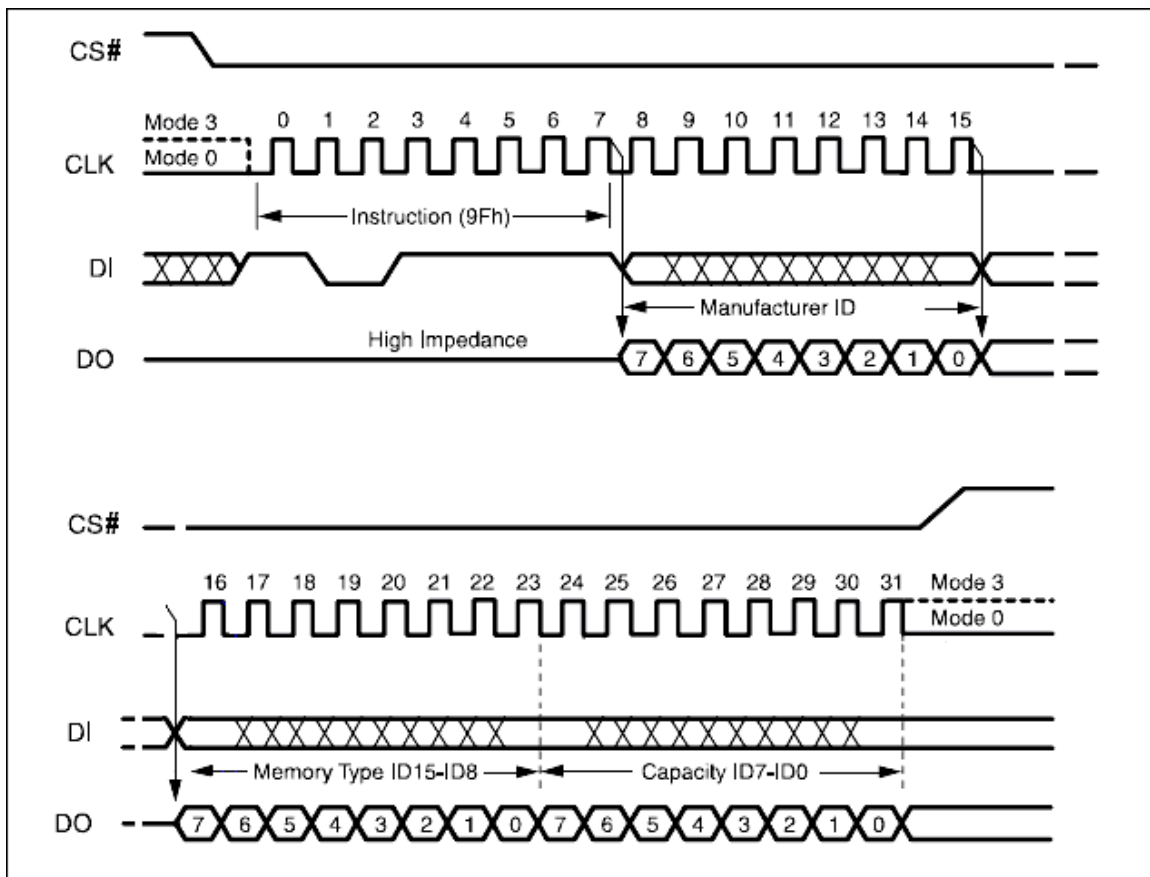 CS#
Mode 3
0 1 2 3 4 5 6 7 8 9 10 11 12 13 14 15
Mode 0
CLK
Instruction (9Fh)
DI
Manufacturer ID
High Impedance
DO
7 6 5 4 3 2 1 0
CS#
16 17 18 19 20 21 22 23 24 25 26 27 28 29 30 31
Mode 3
CLK
Mode 0
DI
Memory Type ID15-ID8
Capacity ID7-ID0
DO
7 6 5 4 3 2 1 0 7 6 5 4 3 2 1 0